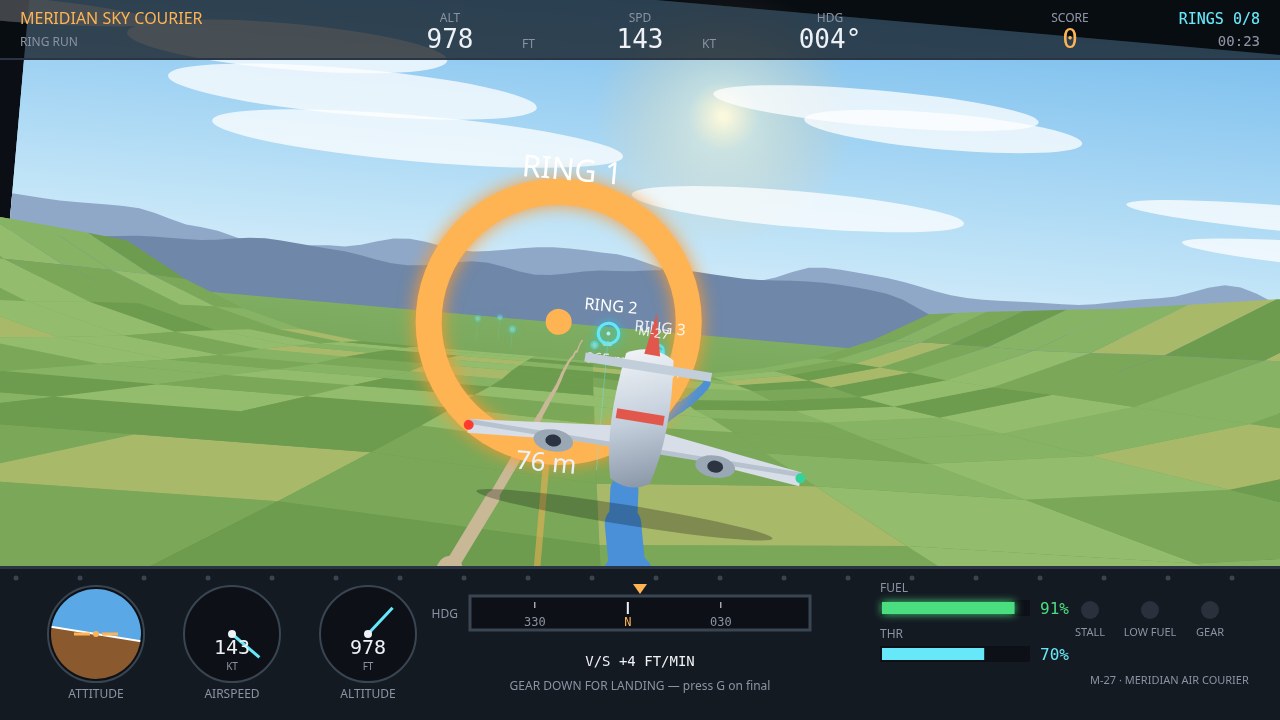 MERIDIAN SKY COURIER
RING RUN
ALT
978 FT
SPD
143 KT
HDG
004°
SCORE
0
RINGS 0/8
00:23
RING 1
RING 2
RING 3
M-27
76 m
HDG
330 N 030
V/S +4 FT/MIN
GEAR DOWN FOR LANDING — press G on final
143
KT
978
FT
ATTITUDE
AIRSPEED
ALTITUDE
FUEL
91%
THR
70%
STALL
LOW FUEL
GEAR
M-27 · MERIDIAN AIR COURIER